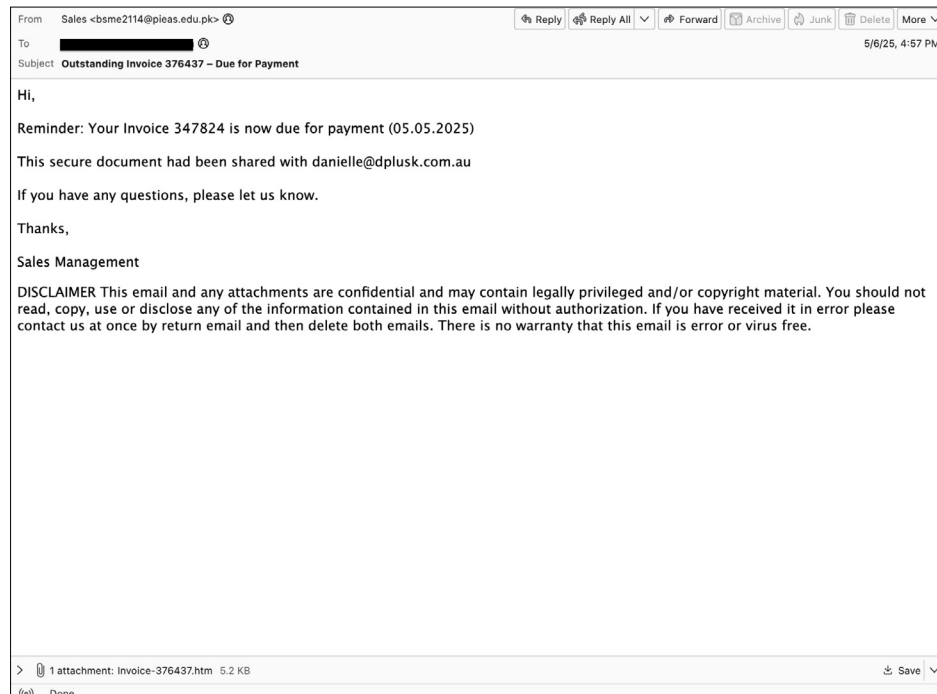 From Sales <bsme2114@pieas.edu.pk>
Reply Reply All Forward Archive Junk Delete More
To
5/6/25, 4:57 PM
Subject Outstanding Invoice 376437 – Due for Payment
Hi,
Reminder: Your Invoice 347824 is now due for payment (05.05.2025)
This secure document had been shared with danielle@dplusk.com.au
If you have any questions, please let us know.
Thanks,
Sales Management
DISCLAIMER This email and any attachments are confidential and may contain legally privileged and/or copyright material. You should not
read, copy, use or disclose any of the information contained in this email without authorization. If you have received it in error please
contact us at once by return email and then delete both emails. There is no warranty that this email is error or virus free.
1 attachment: Invoice-376437.htm 5.2 KB
Save
Done